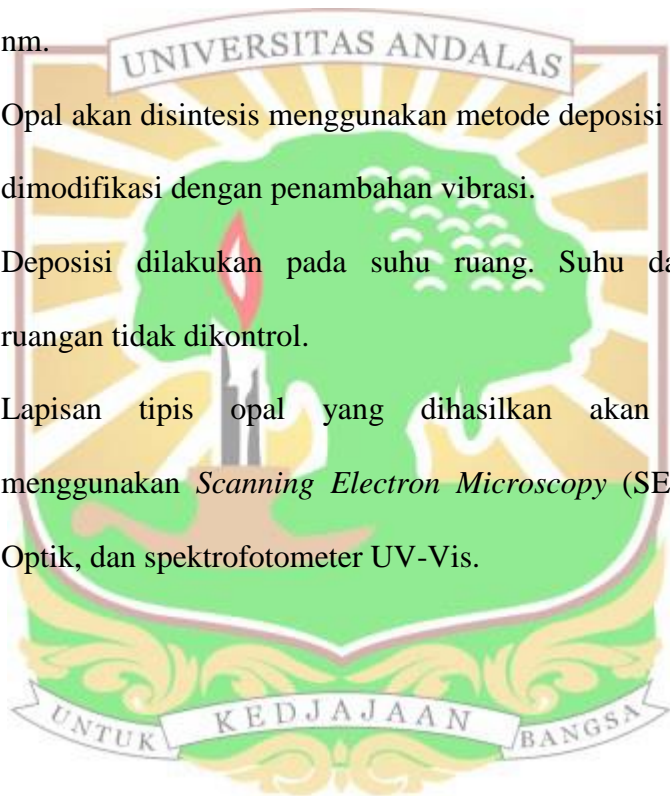 nm.
UNIVERSITAS ANDALAS
Opal akan disintesis menggunakan metode deposisi
dimodifikasi dengan penambahan vibrasi.
Deposisi dilakukan pada suhu ruang. Suhu da
ruangan tidak dikontrol.
Lapisan tipis opal yang dihasilkan akan
menggunakan Scanning Electron Microscopy (SE
Optik, dan spektrofotometer UV-Vis.
UNTUK KEDJAJAAN BANGSA